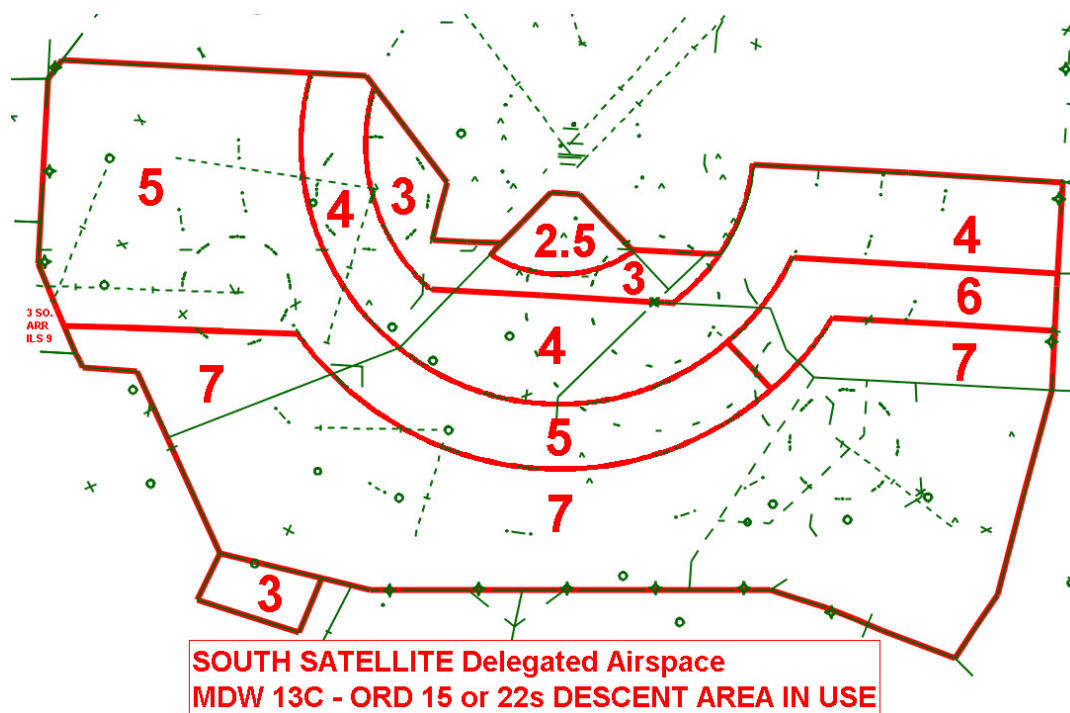 5
4
3
2.5
3
4
6
7
3 SO.
ARR
ILS 9
7
4
5
7
3
SOUTH SATELLITE Delegated Airspace
MDW 13C - ORD 15 or 22s DESCENT AREA IN USE